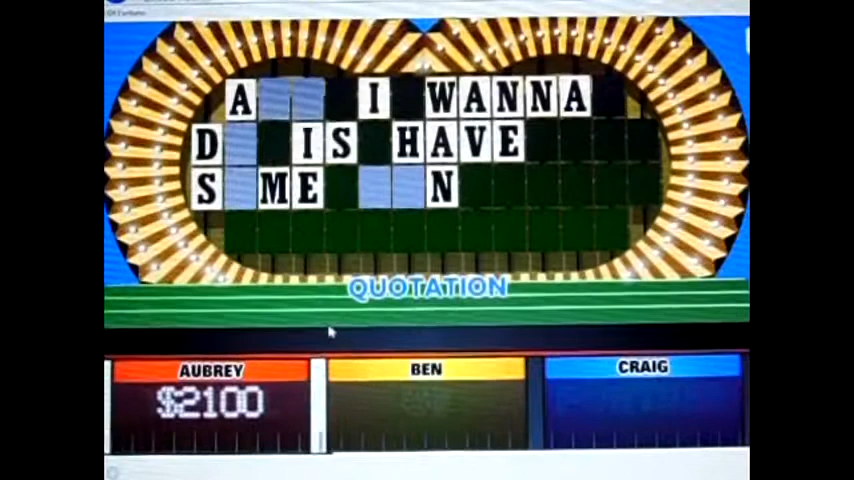 A I WANNA
D IS HAVE
S ME N
QUOTATION
AUBREY BEN CRAIG
$2100